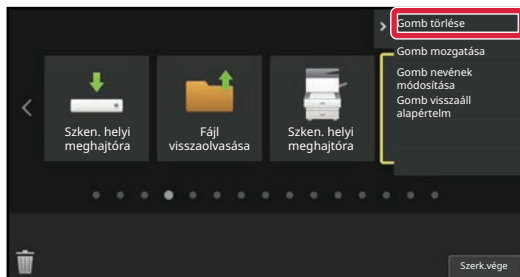 Gomb törlése
Gomb mozgatása
Gomb nevének
módosítása
Gomb visszaáll
alapértelm
Szken. helyi
meghajtóra
Fájl
visszaolvasása
Szken. helyi
meghajtóra
Szerk.vége